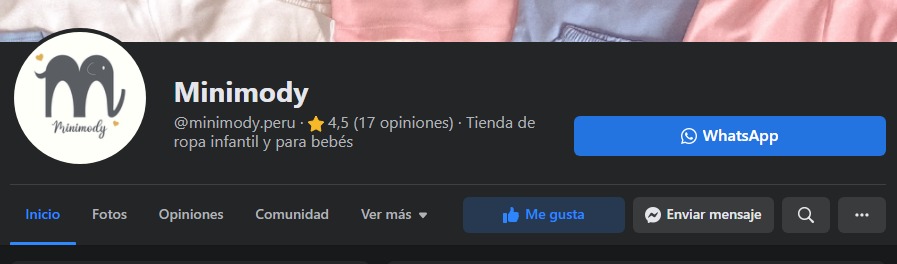 Minimody
Minimody
@minimody.peru · ⭐ 4,5 (17 opiniones) · Tienda de
ropa infantil y para bebés
WhatsApp
Inicio Fotos Opiniones Comunidad Ver más Me gusta Enviar mensaje